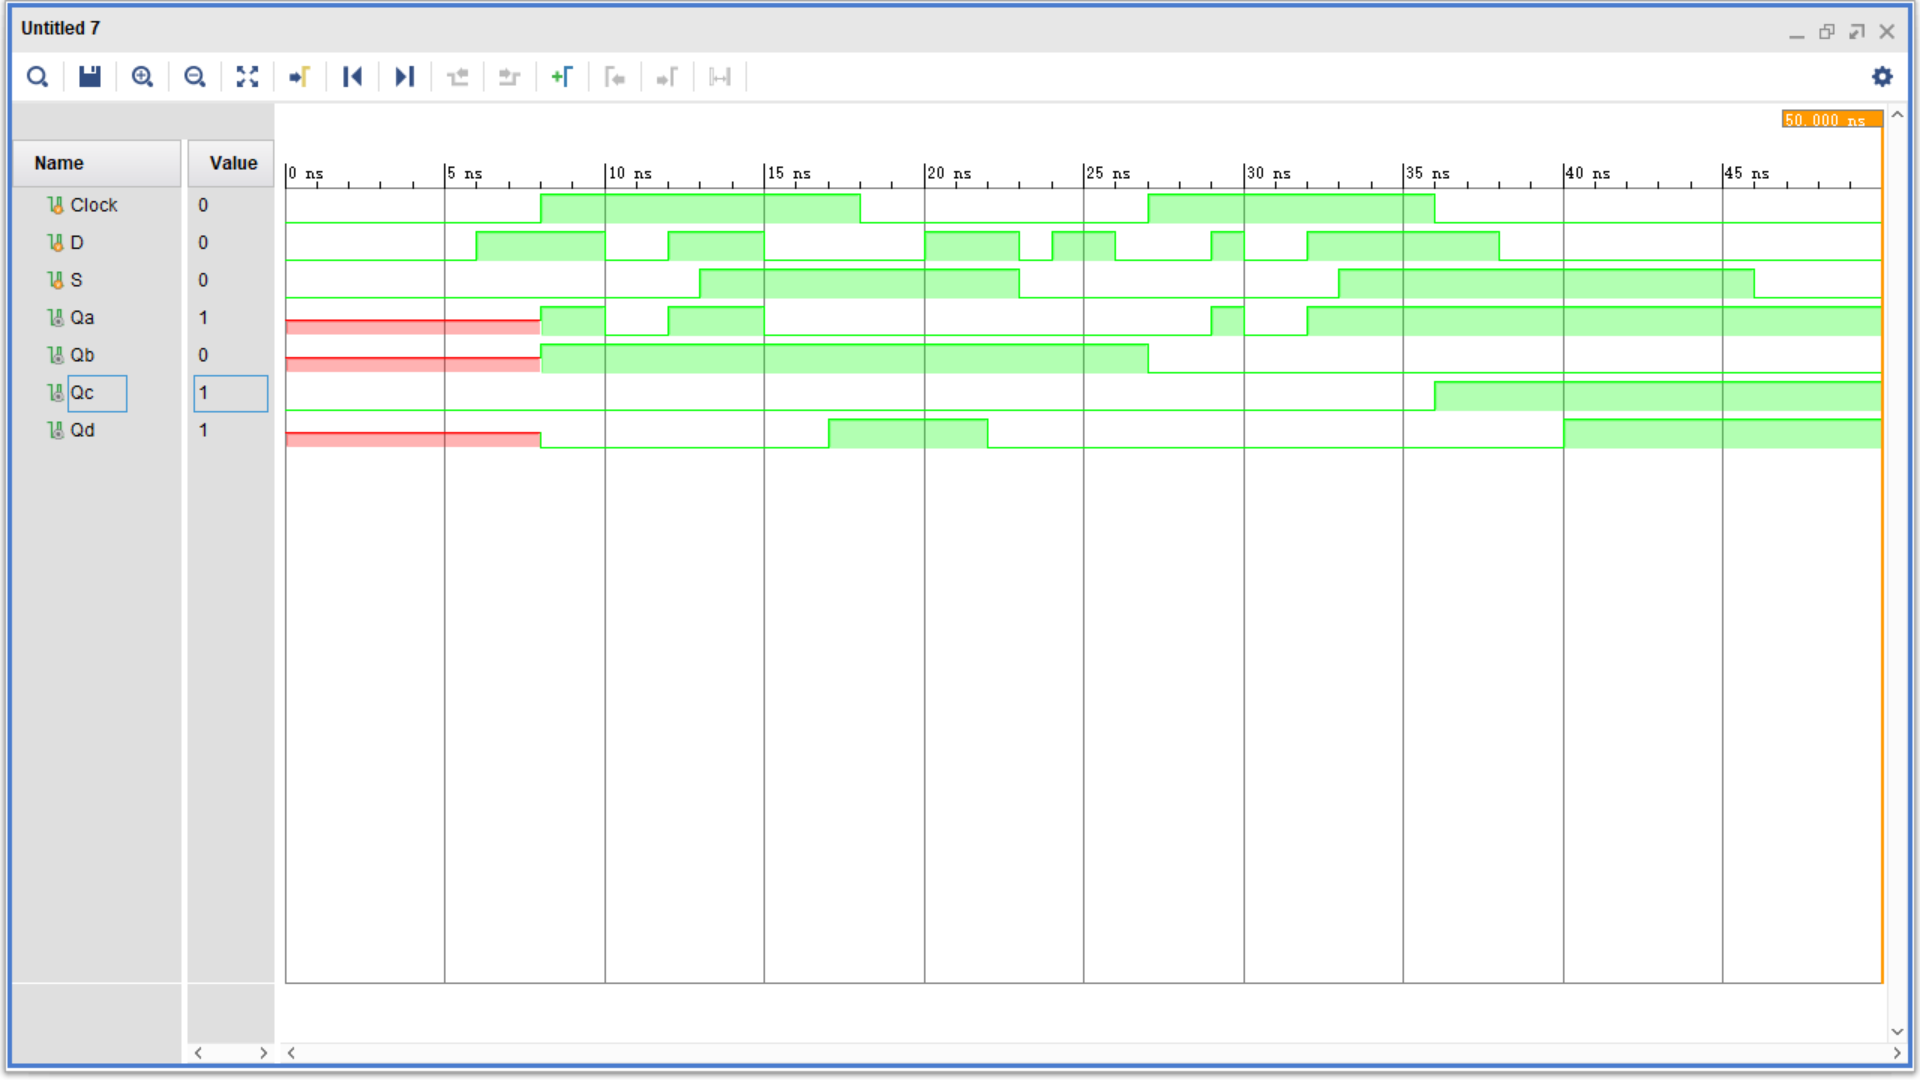 Untitled 7
50.000 ns
Name Value
0 ns 5 ns 10 ns 15 ns 20 ns 25 ns 30 ns 35 ns 40 ns 45 ns
Clock 0
D 0
S 0
Qa 1
Qb 0
Qc 1
Qd 1